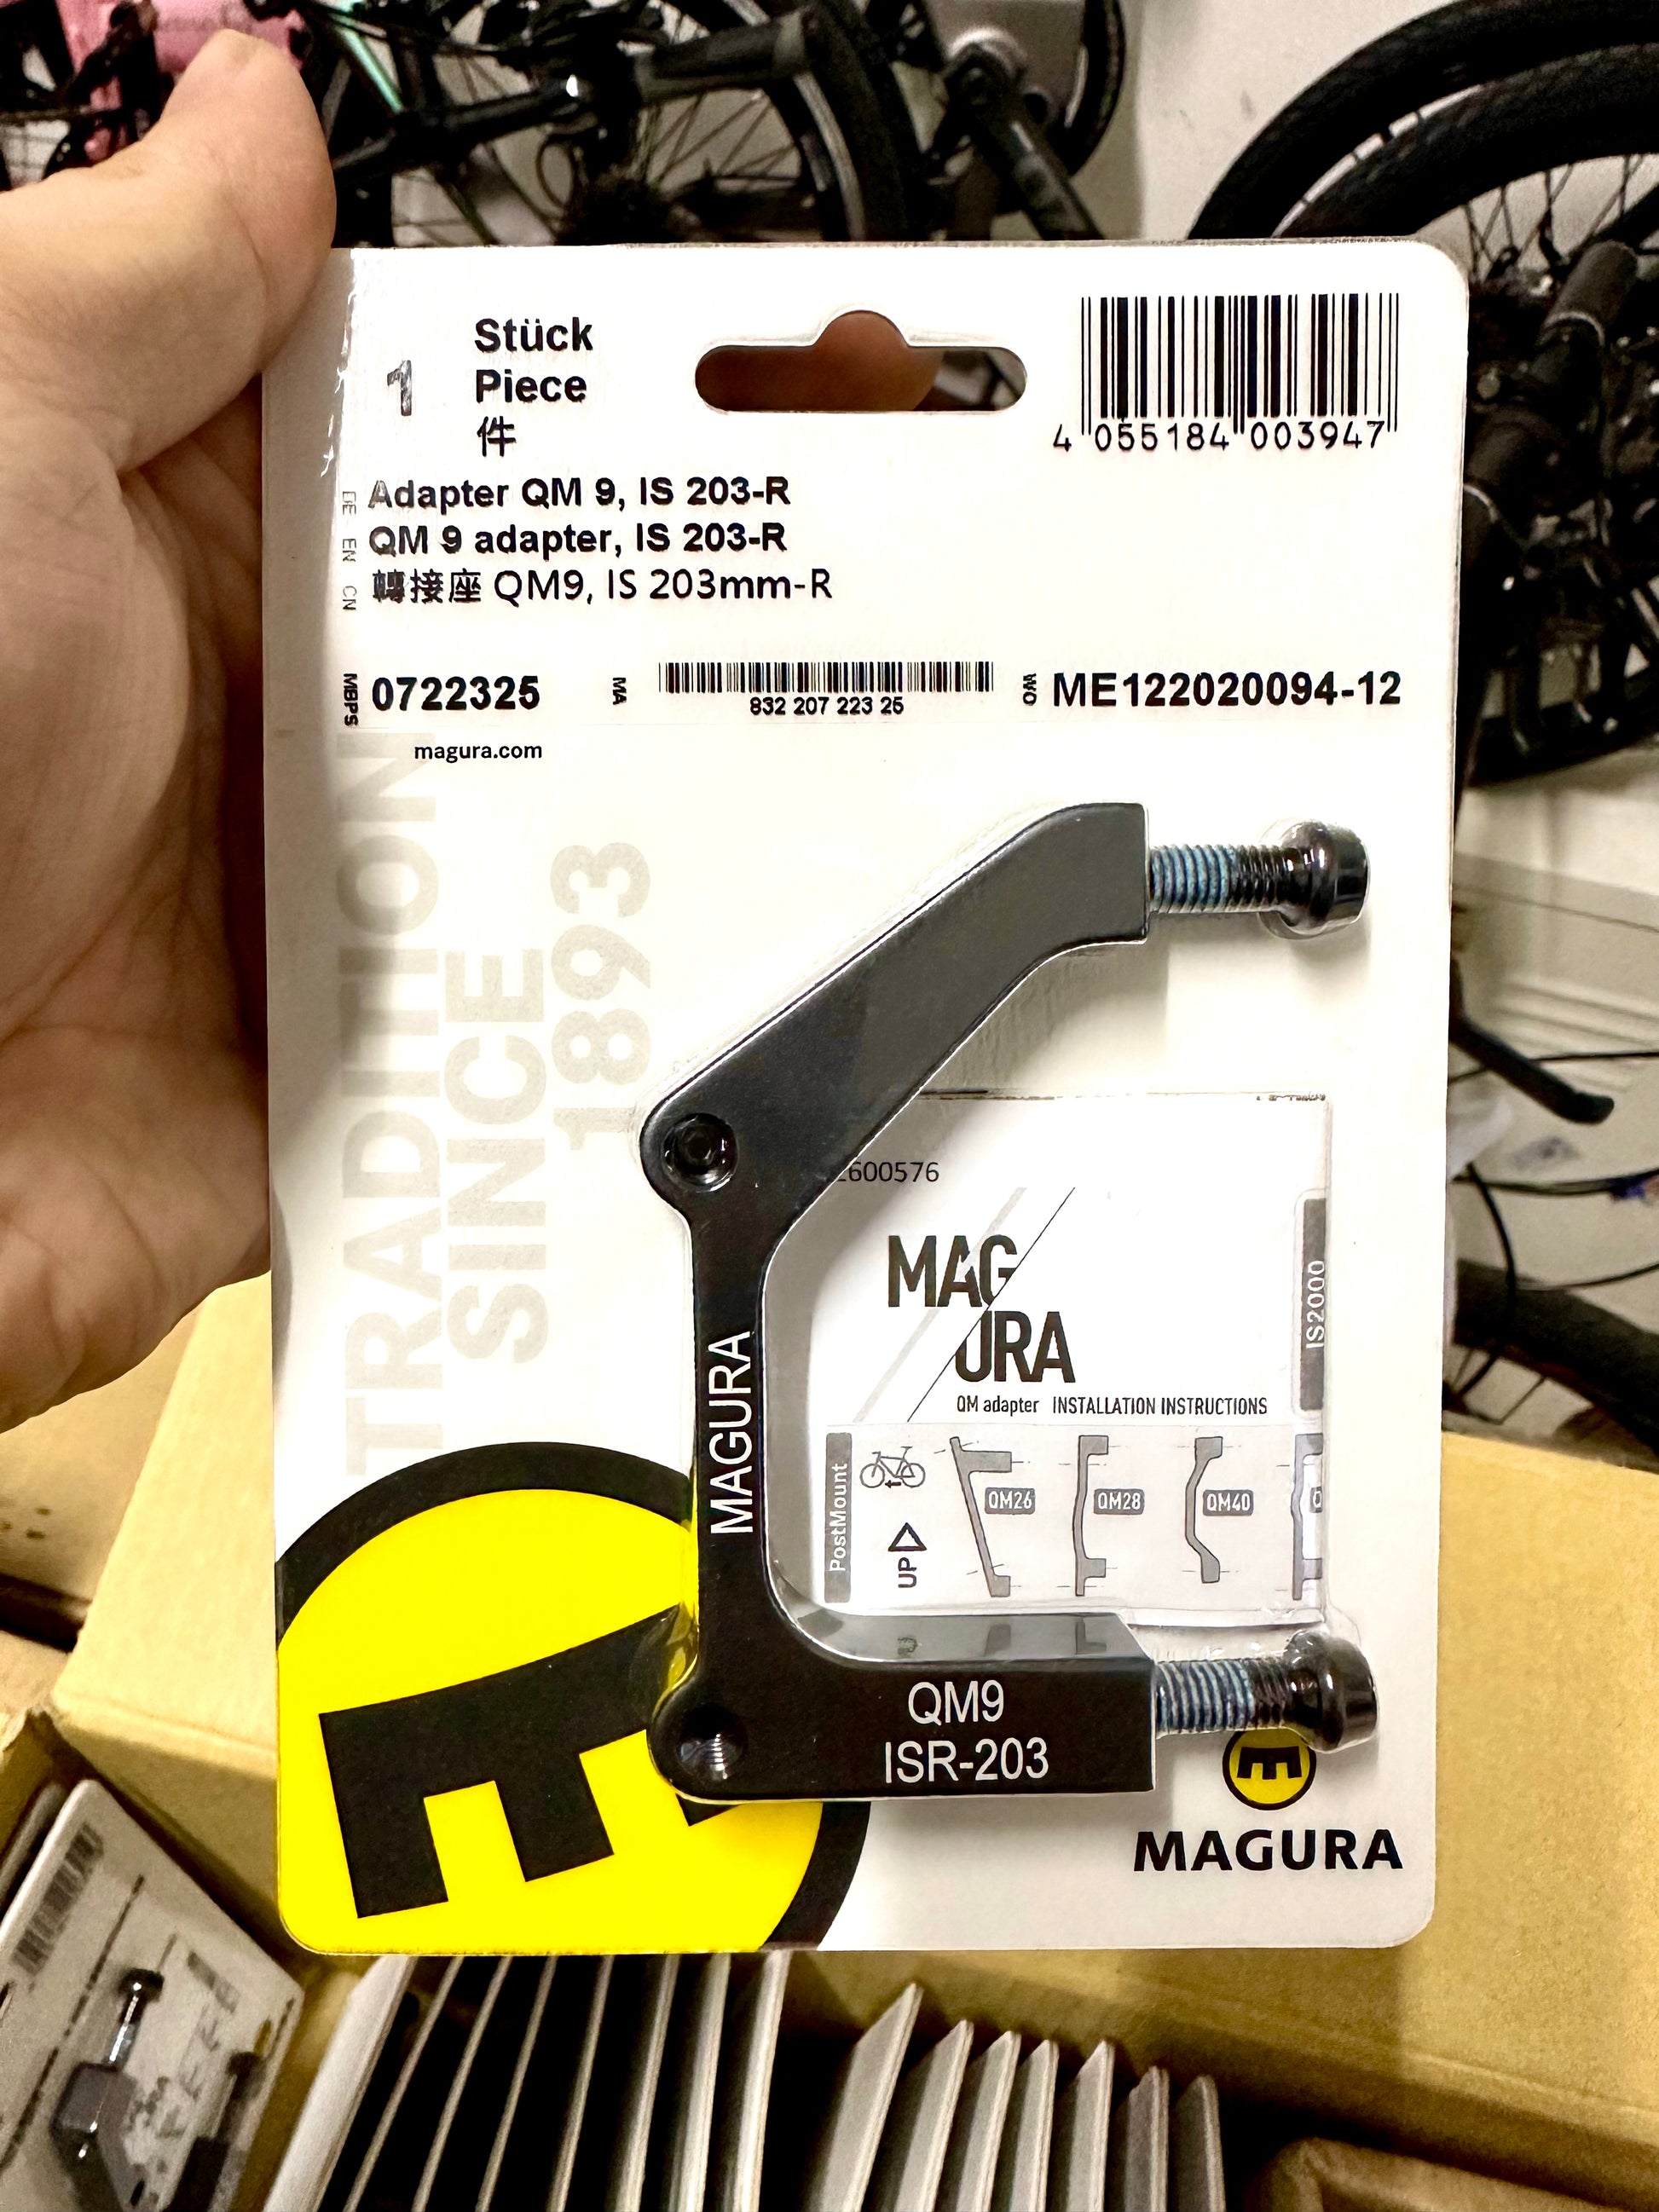 1
Stück
Piece
件
4 055184 003947
DE Adapter QM 9, IS 203-R
EN QM 9 adapter, IS 203-R
CN 轉接座 QM9, IS 203mm-R
MBPS 0722325
MA 832 207 223 25
WO ME122020094-12
magura.com
TRADITION
SINCE
1893
600576
MAG
URA
QM adapter INSTALLATION INSTRUCTIONS
IS2000
PostMount
UP
QM26
QM28
QM40
MAGURA
QM9
ISR-203
MAGURA